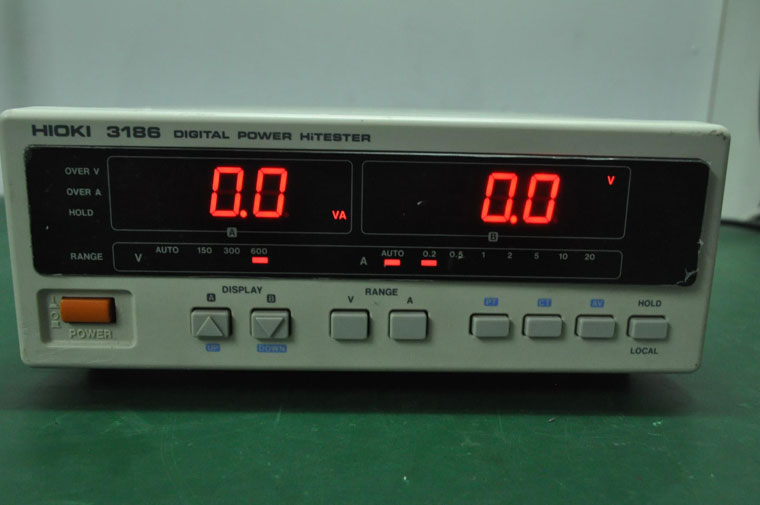 HIOKI 3186 DIGITAL POWER HiTESTER
OVER V
OVER A
HOLD
0.0 VA
A
0.0 V
B
RANGE V AUTO 150 300 600 A AUTO 0.2 0.5 1 2 5 10 20
POWER
DISPLAY
A B
UP DOWN
RANGE
V A
PT CT AV HOLD
LOCAL